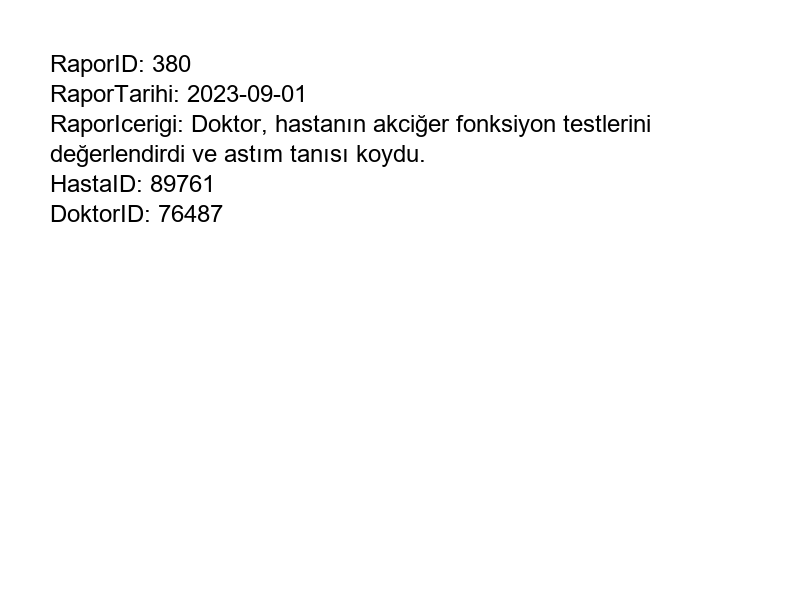 RaporID: 380
RaporTarihi: 2023-09-01
RaporIcerigi: Doktor, hastanın akciğer fonksiyon testlerini
değerlendirdi ve astım tanısı koydu.
HastaID: 89761
DoktorID: 76487